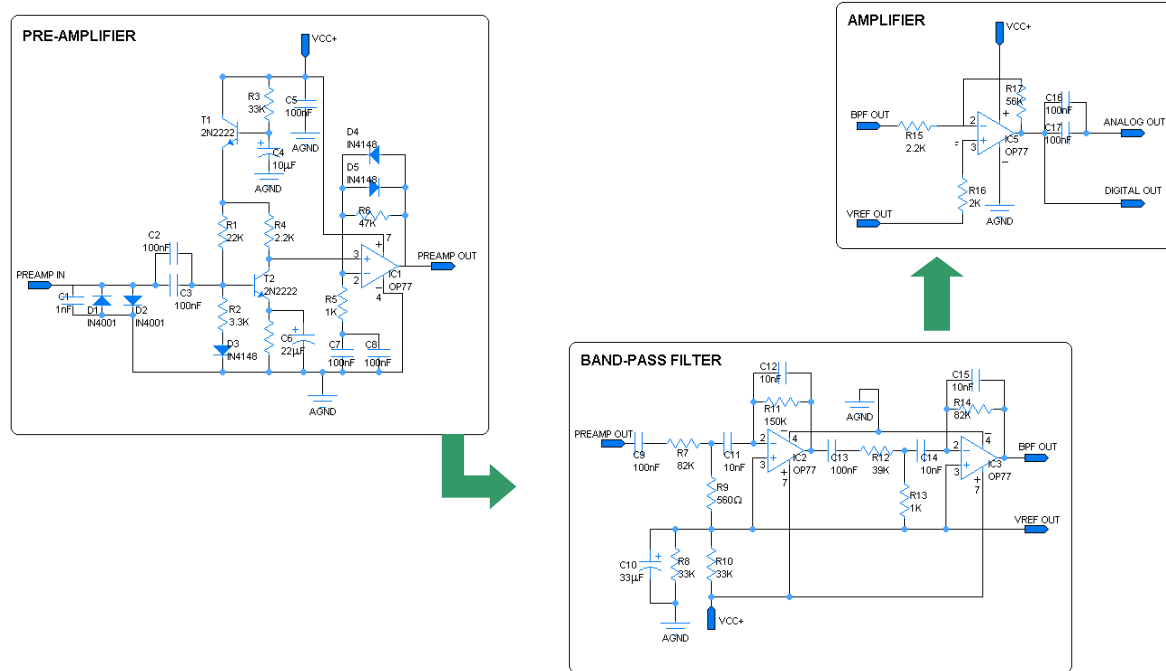 PRE-AMPLIFIER
VCC+
R3
33K
C5
100nF
T1
2N2222
C4
10µF
AGND
AGND
D4
IN4148
D5
IN4148
R6
47K
R1
22K
R4
2.2K
C2
100nF
PREAMP IN
C3
100nF
T2
2N2222
3
2
7
4
IC1
OP77
PREAMP OUT
C1
1nF
D1
IN4001
D2
IN4001
R2
3.3K
D3
IN4148
C6
22µF
R5
1K
C7
100nF
C8
100nF
AGND
AMPLIFIER
VCC+
R17
56K
C16
100nF
BPF OUT
R15
2.2K
2
3
IC5
OP77
C17
100nF
ANALOG OUT
R16
2K
VREF OUT
AGND
DIGITAL OUT
BAND-PASS FILTER
C12
10nF
R11
150K
AGND
C15
10nF
R14
82K
PREAMP OUT
C9
100nF
R7
82K
C11
10nF
2
3
4
7
IC2
OP77
C13
100nF
R12
39K
C14
10nF
2
3
4
7
IC3
OP77
BPF OUT
R9
560Ω
R13
1K
VREF OUT
C10
33µF
R8
33K
R10
33K
AGND
VCC+